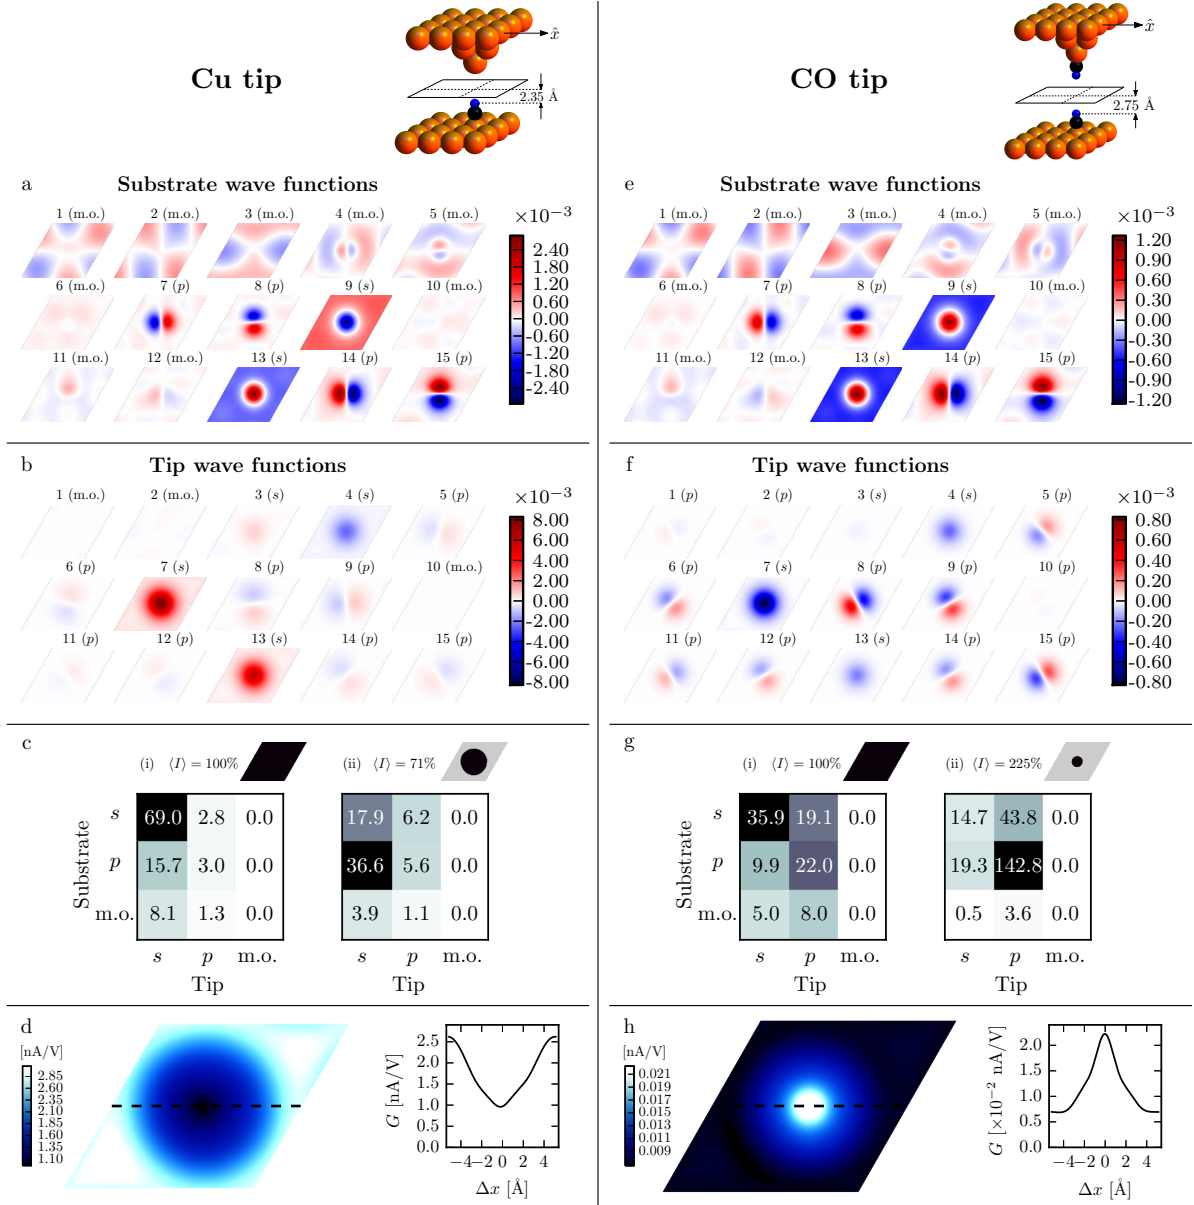 Cu tip
x̂
2.35 Å
CO tip
x̂
2.75 Å
a Substrate wave functions
1 (m.o.) 2 (m.o.) 3 (m.o.) 4 (m.o.) 5 (m.o.)
6 (m.o.) 7 (p) 8 (p) 9 (s) 10 (m.o.)
11 (m.o.) 12 (m.o.) 13 (s) 14 (p) 15 (p)
×10⁻³
2.40
1.80
1.20
0.60
0.00
-0.60
-1.20
-1.80
-2.40
e Substrate wave functions
1 (m.o.) 2 (m.o.) 3 (m.o.) 4 (m.o.) 5 (m.o.)
6 (m.o.) 7 (p) 8 (p) 9 (s) 10 (m.o.)
11 (m.o.) 12 (m.o.) 13 (s) 14 (p) 15 (p)
×10⁻³
1.20
0.90
0.60
0.30
0.00
-0.30
-0.60
-0.90
-1.20
b Tip wave functions
1 (m.o.) 2 (m.o.) 3 (s) 4 (s) 5 (p)
6 (p) 7 (s) 8 (p) 9 (p) 10 (m.o.)
11 (p) 12 (p) 13 (s) 14 (p) 15 (p)
×10⁻³
8.00
6.00
4.00
2.00
0.00
-2.00
-4.00
-6.00
-8.00
f Tip wave functions
1 (p) 2 (p) 3 (s) 4 (s) 5 (p)
6 (p) 7 (s) 8 (p) 9 (p) 10 (p)
11 (p) 12 (p) 13 (s) 14 (p) 15 (p)
×10⁻³
0.80
0.60
0.40
0.20
0.00
-0.20
-0.40
-0.60
-0.80
c
(i) ⟨I⟩ = 100%
Substrate
s 69.0 2.8 0.0
p 15.7 3.0 0.0
m.o. 8.1 1.3 0.0
s p m.o.
Tip
(ii) ⟨I⟩ = 71%
17.9 6.2 0.0
36.6 5.6 0.0
3.9 1.1 0.0
s p m.o.
Tip
g
(i) ⟨I⟩ = 100%
Substrate
s 35.9 19.1 0.0
p 9.9 22.0 0.0
m.o. 5.0 8.0 0.0
s p m.o.
Tip
(ii) ⟨I⟩ = 225%
14.7 43.8 0.0
19.3 142.8 0.0
0.5 3.6 0.0
s p m.o.
Tip
d
[nA/V]
2.85
2.60
2.35
2.10
1.85
1.60
1.35
1.10
G [nA/V]
2.5
2.0
1.5
1.0
0.5
0.0
−4 −2 0 2 4
Δx [Å]
h
[nA/V]
0.021
0.019
0.017
0.015
0.013
0.011
0.009
G [×10⁻² nA/V]
2.0
1.5
1.0
0.5
0.0
−4 −2 0 2 4
Δx [Å]